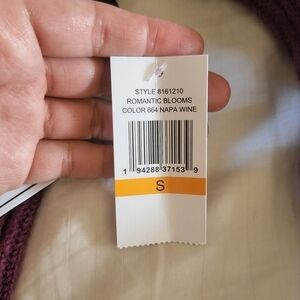 STYLE 8161210
ROMANTIC BLOOMS
COLOR 664 NAPA WINE
1 94288 37153 9
S